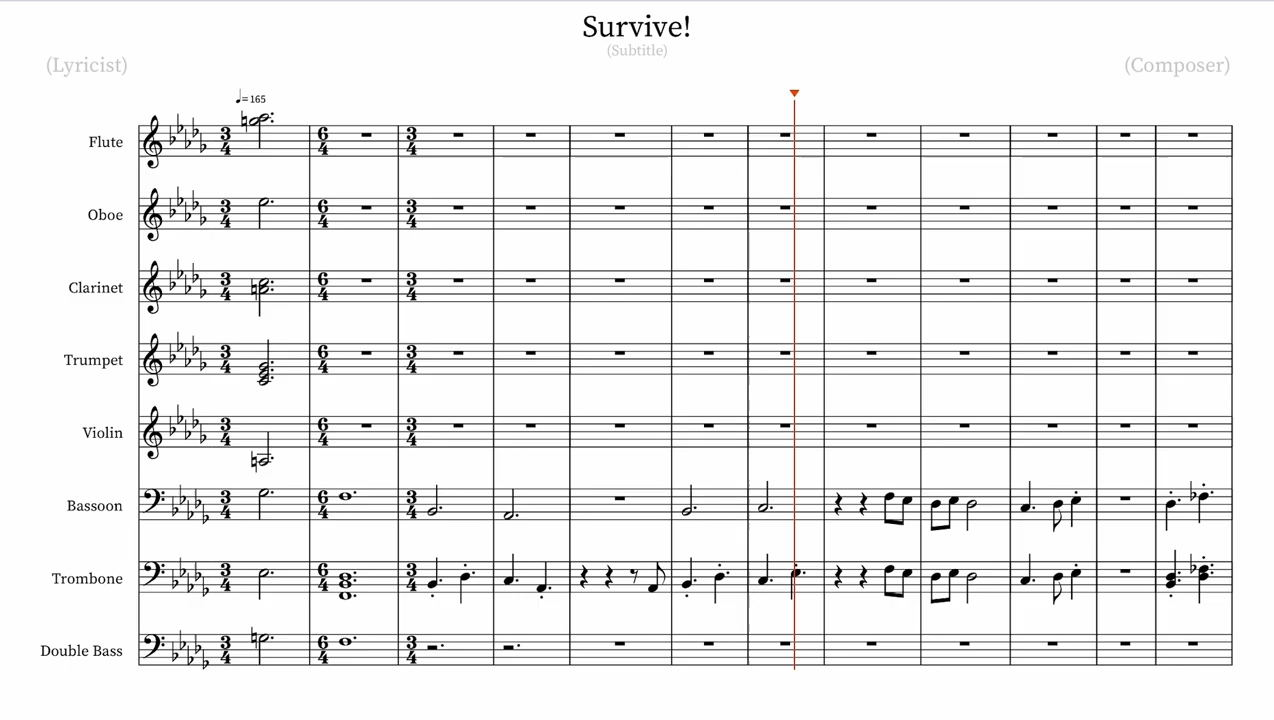 Survive!
(Subtitle)
(Lyricist)
(Composer)
♩= 165
Flute
Oboe
Clarinet
Trumpet
Violin
Bassoon
Trombone
Double Bass